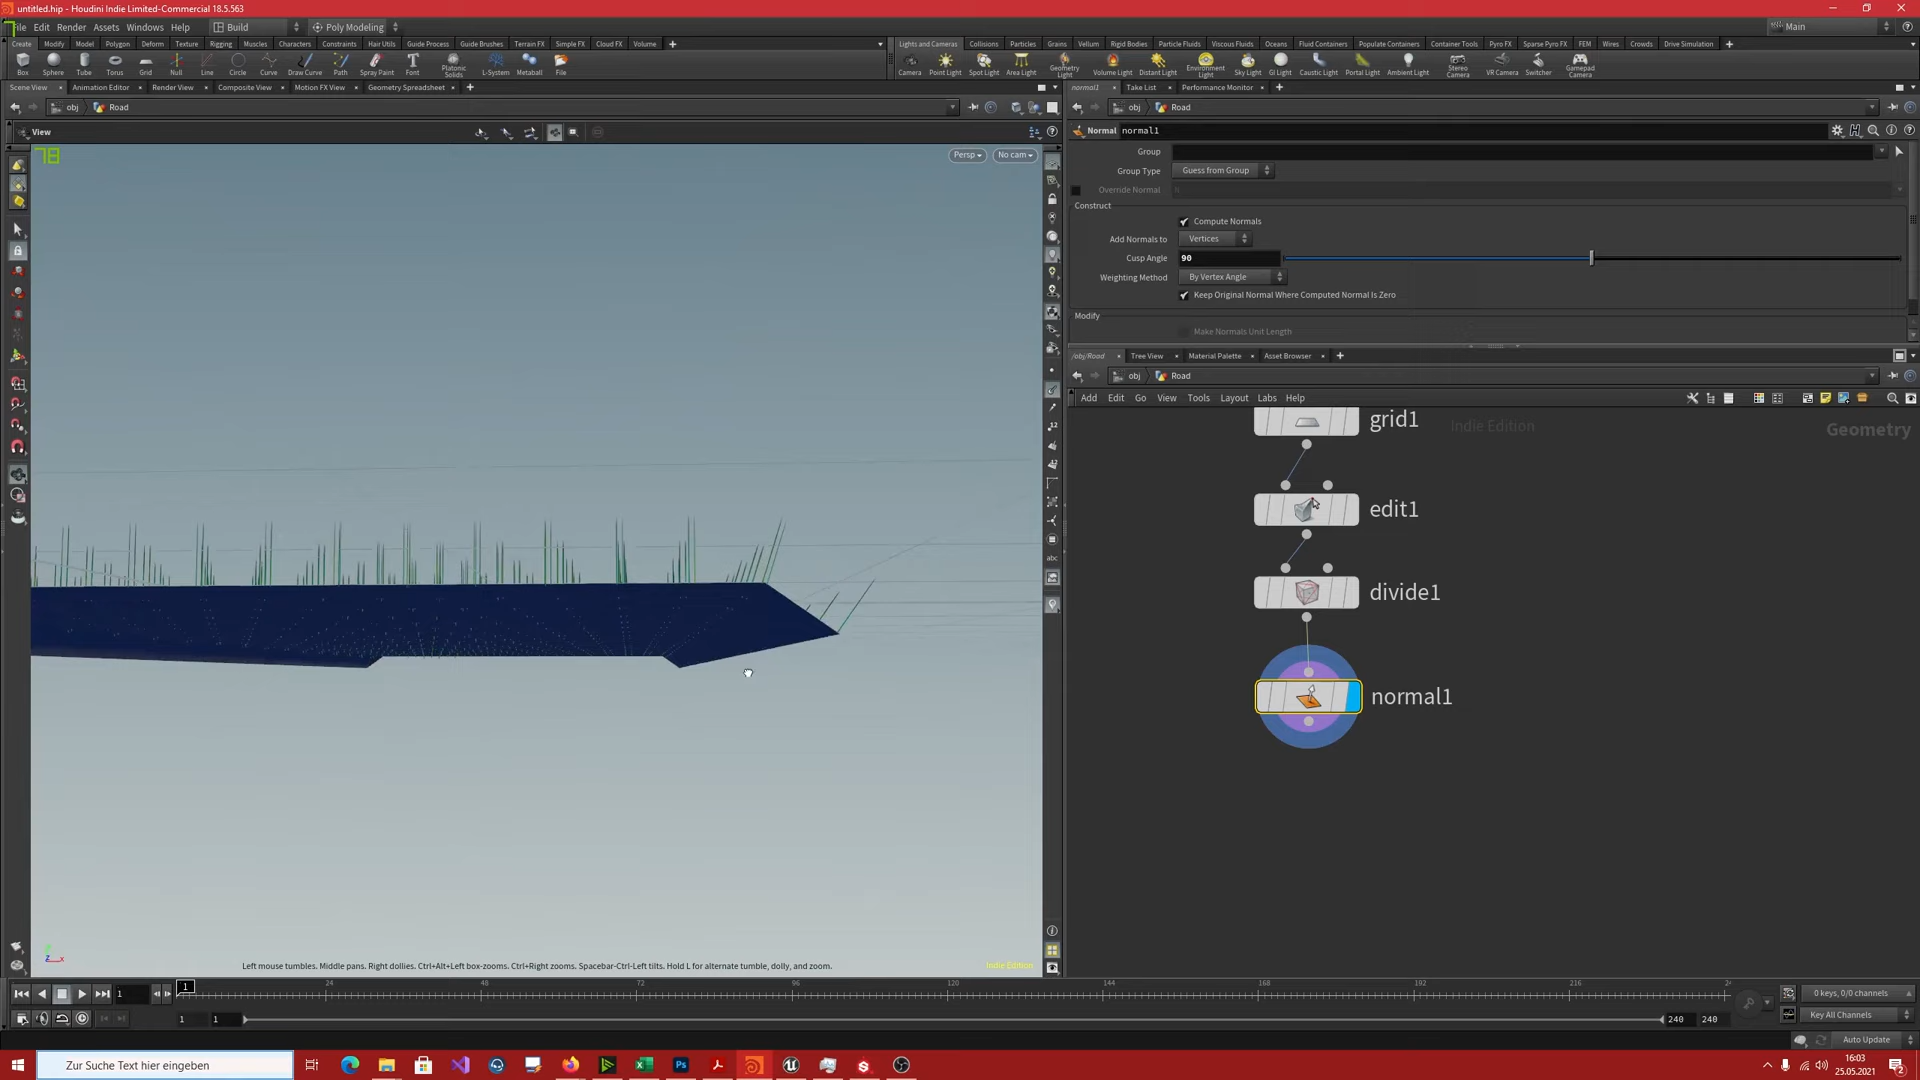 untitled.hip - Houdini Indie Limited-Commercial 18.5.563
File Edit Render Assets Windows Help Build Poly Modeling Main
Create Modify Model Polygon Deform Texture Rigging Muscles Characters Constraints Hair Utils Guide Process Guide Brushes Terrain FX Simple FX Cloud FX Volume
Lights and Cameras Collisions Particles Grains Vellum Rigid Bodies Particle Fluids Viscous Fluids Oceans Fluid Containers Populate Containers Container Tools Pyro FX Sparse Pyro FX FEM Wires Crowds Drive Simulation
Box Sphere Tube Torus Grid Null Line Circle Curve Draw Curve Path Spray Paint Font Platonic Solids L-System Metaball File
Camera Point Light Spot Light Area Light Geometry Light Volume Light Distant Light Environment Light Sky Light GI Light Caustic Light Portal Light Ambient Light Stereo Camera VR Camera Switcher Gamepad Camera
Scene View Animation Editor Render View Composite View Motion FX View Geometry Spreadsheet
normal1 Take List Performance Monitor
obj Road
obj Road
View
Normal normal1
78
Persp No cam
Group
Group Type Guess from Group
Override Normal N
Construct
Compute Normals
Add Normals to Vertices
Cusp Angle 90
Weighting Method By Vertex Angle
Keep Original Normal Where Computed Normal Is Zero
Modify
Make Normals Unit Length
/obj/Road Tree View Material Palette Asset Browser
obj Road
Add Edit Go View Tools Layout Labs Help
Indie Edition
Geometry
grid1
edit1
divide1
normal1
abc
Left mouse tumbles. Middle pans. Right dollies. Ctrl+Alt+Left box-zooms. Ctrl+Right zooms. Spacebar-Ctrl-Left tilts. Hold L for alternate tumble, dolly, and zoom.
Indie Edition
1 1 24 48 72 96 120 144 168 192 216
0 keys, 0/0 channels
1 1 240 240
Key All Channels
Auto Update
Zur Suche Text hier eingeben
16:03
25.05.2021